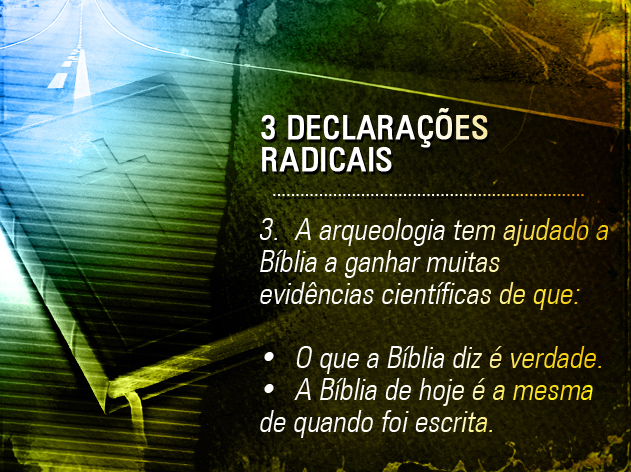 3 DECLARAÇÕES
RADICAIS
3. A arqueologia tem ajudado a
Bíblia a ganhar muitas
evidências científicas de que:
• O que a Bíblia diz é verdade.
• A Bíblia de hoje é a mesma
de quando foi escrita.